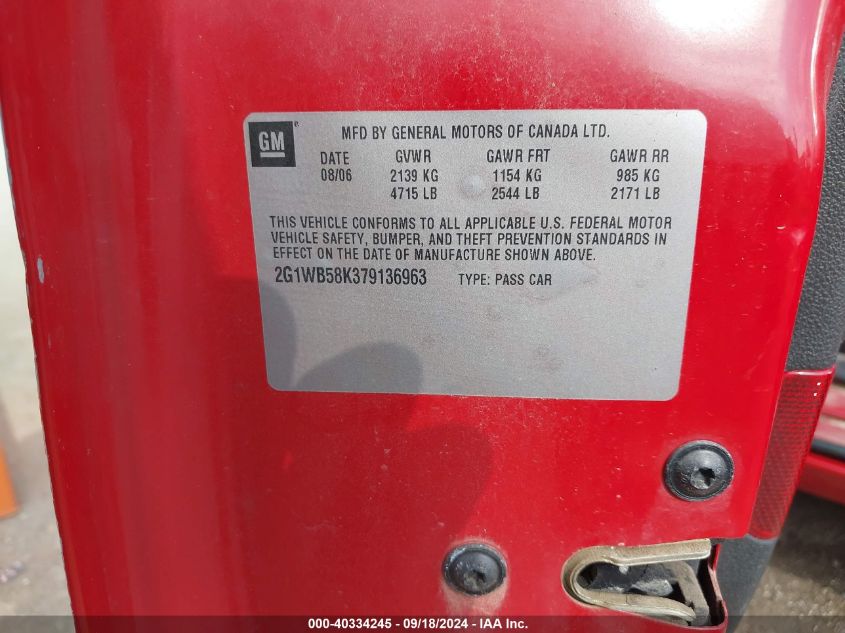 GM ®
MFD BY GENERAL MOTORS OF CANADA LTD.
DATE GVWR GAWR FRT GAWR RR
08/06 2139 KG 1154 KG 985 KG
4715 LB 2544 LB 2171 LB
THIS VEHICLE CONFORMS TO ALL APPLICABLE U.S. FEDERAL MOTOR
VEHICLE SAFETY, BUMPER, AND THEFT PREVENTION STANDARDS IN
EFFECT ON THE DATE OF MANUFACTURE SHOWN ABOVE.
2G1WB58K379136963 TYPE: PASS CAR
000-40334245 - 09/18/2024 - IAA Inc.